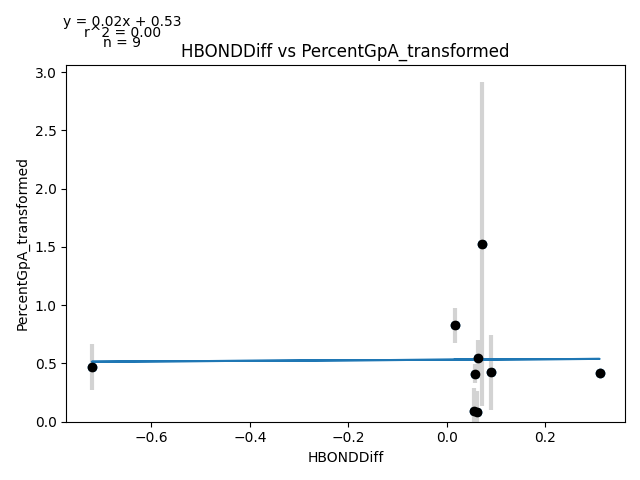 y = 0.02x + 0.53
r^2 = 0.00
n = 9
HBONDDiff vs PercentGpA_transformed
3.0
2.5
2.0
1.5
1.0
0.5
0.0
PercentGpA_transformed
−0.6
−0.4
−0.2
0.0
0.2
HBONDDiff